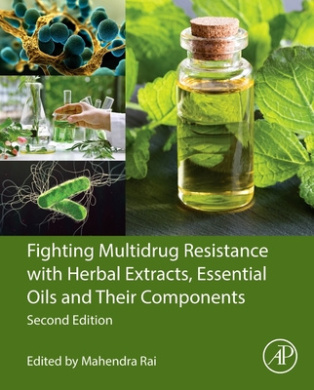 Fighting Multidrug Resistance
with Herbal Extracts, Essential
Oils and Their Components
Second Edition
Edited by Mahendra Rai
AP